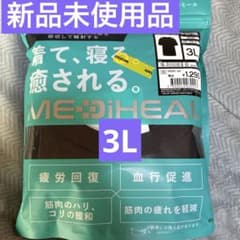 新品未使用品
着て、寝る
癒される。
3L
1,290
MEDiHEAL
3L
疲労回復
血行促進
筋肉のハリ、
コリの緩和
筋肉の疲れを軽減